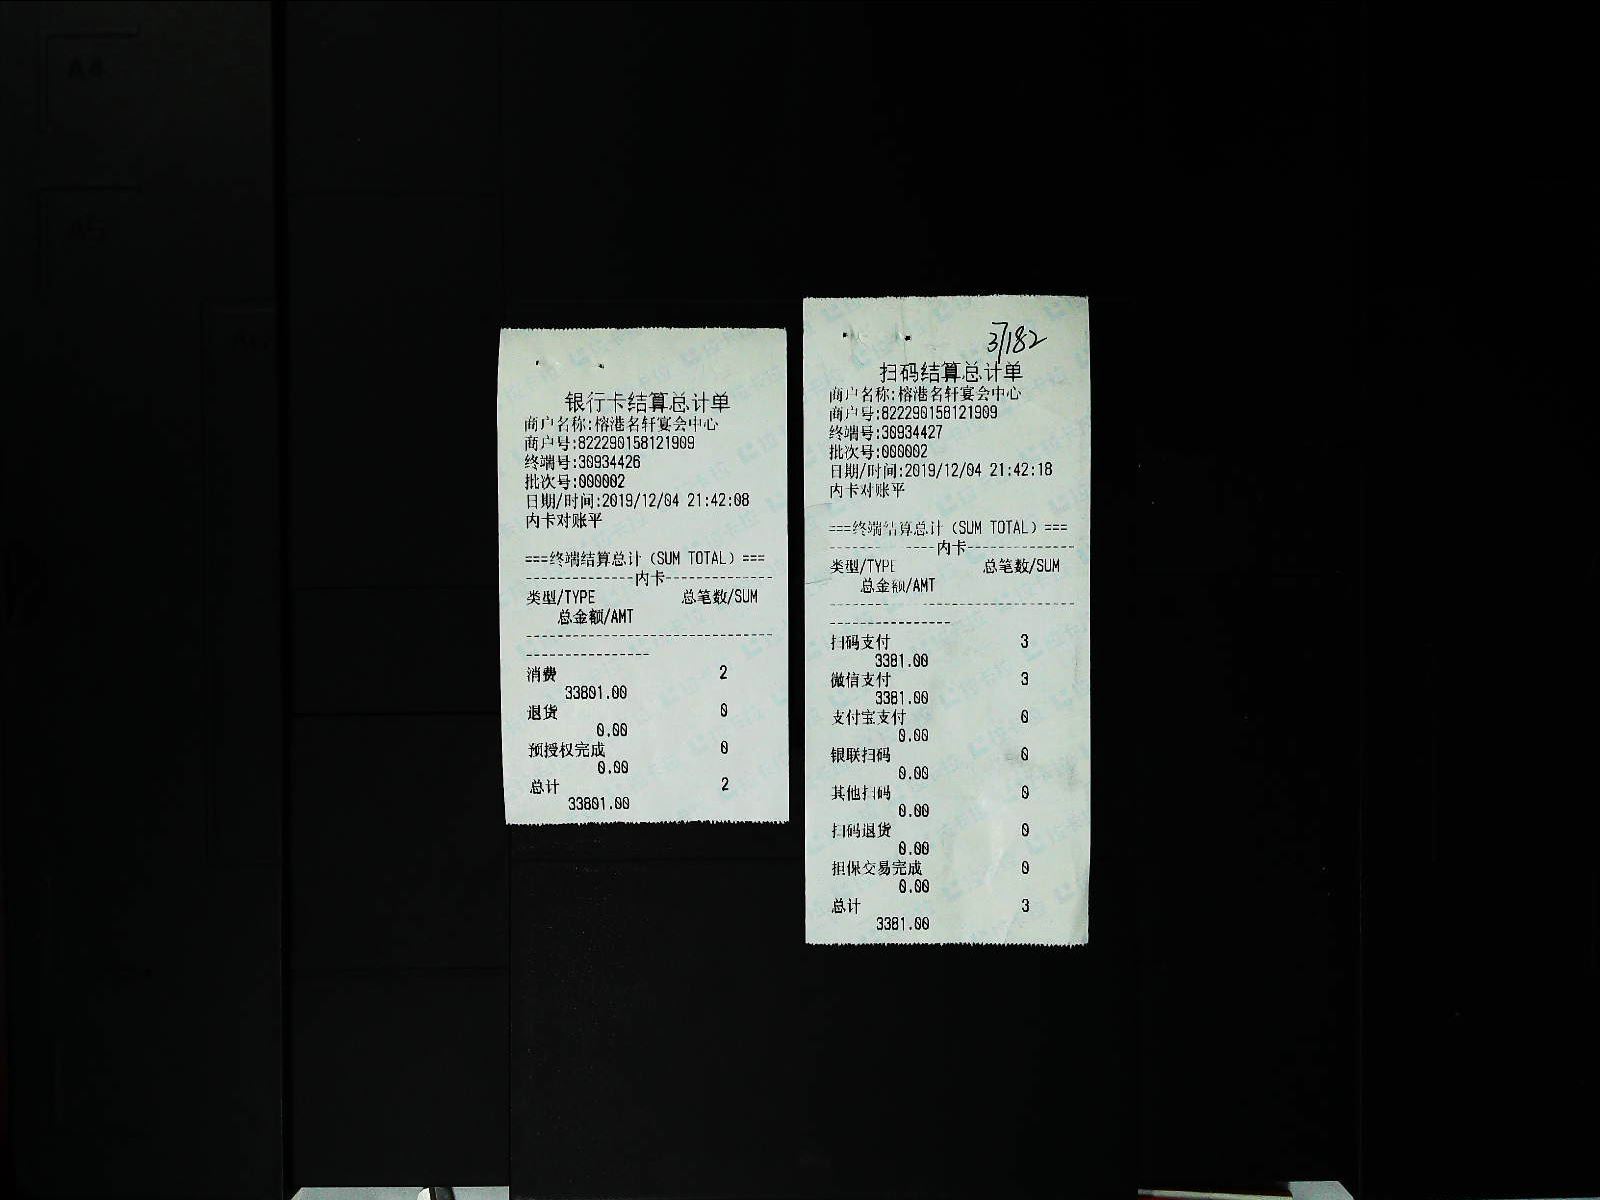 银行卡结算总计单
商户名称:榕港名轩宴会中心
商户号:822290158121909
终端号:30934426
批次号:000002
日期/时间:2019/12/04 21:42:08
内卡对账平
===终端结算总计（SUM TOTAL）===
--------------内卡--------------
类型/TYPE 总笔数/SUM
总金额/AMT
消费 2
33801.00
退货 0
0.00
预授权完成 0
0.00
总计 2
33801.00
37182
扫码结算总计单
商户名称:榕港名轩宴会中心
商户号:822290158121909
终端号:30934427
批次号:000002
日期/时间:2019/12/04 21:42:18
内卡对账平
===终端结算总计（SUM TOTAL）===
--------------内卡--------------
类型/TYPE 总笔数/SUM
总金额/AMT
扫码支付 3
3381.00
微信支付 3
3381.00
支付宝支付 0
0.00
银联扫码 0
0.00
其他扫码 0
0.00
扫码退货 0
0.00
担保交易完成 0
0.00
总计 3
3381.00